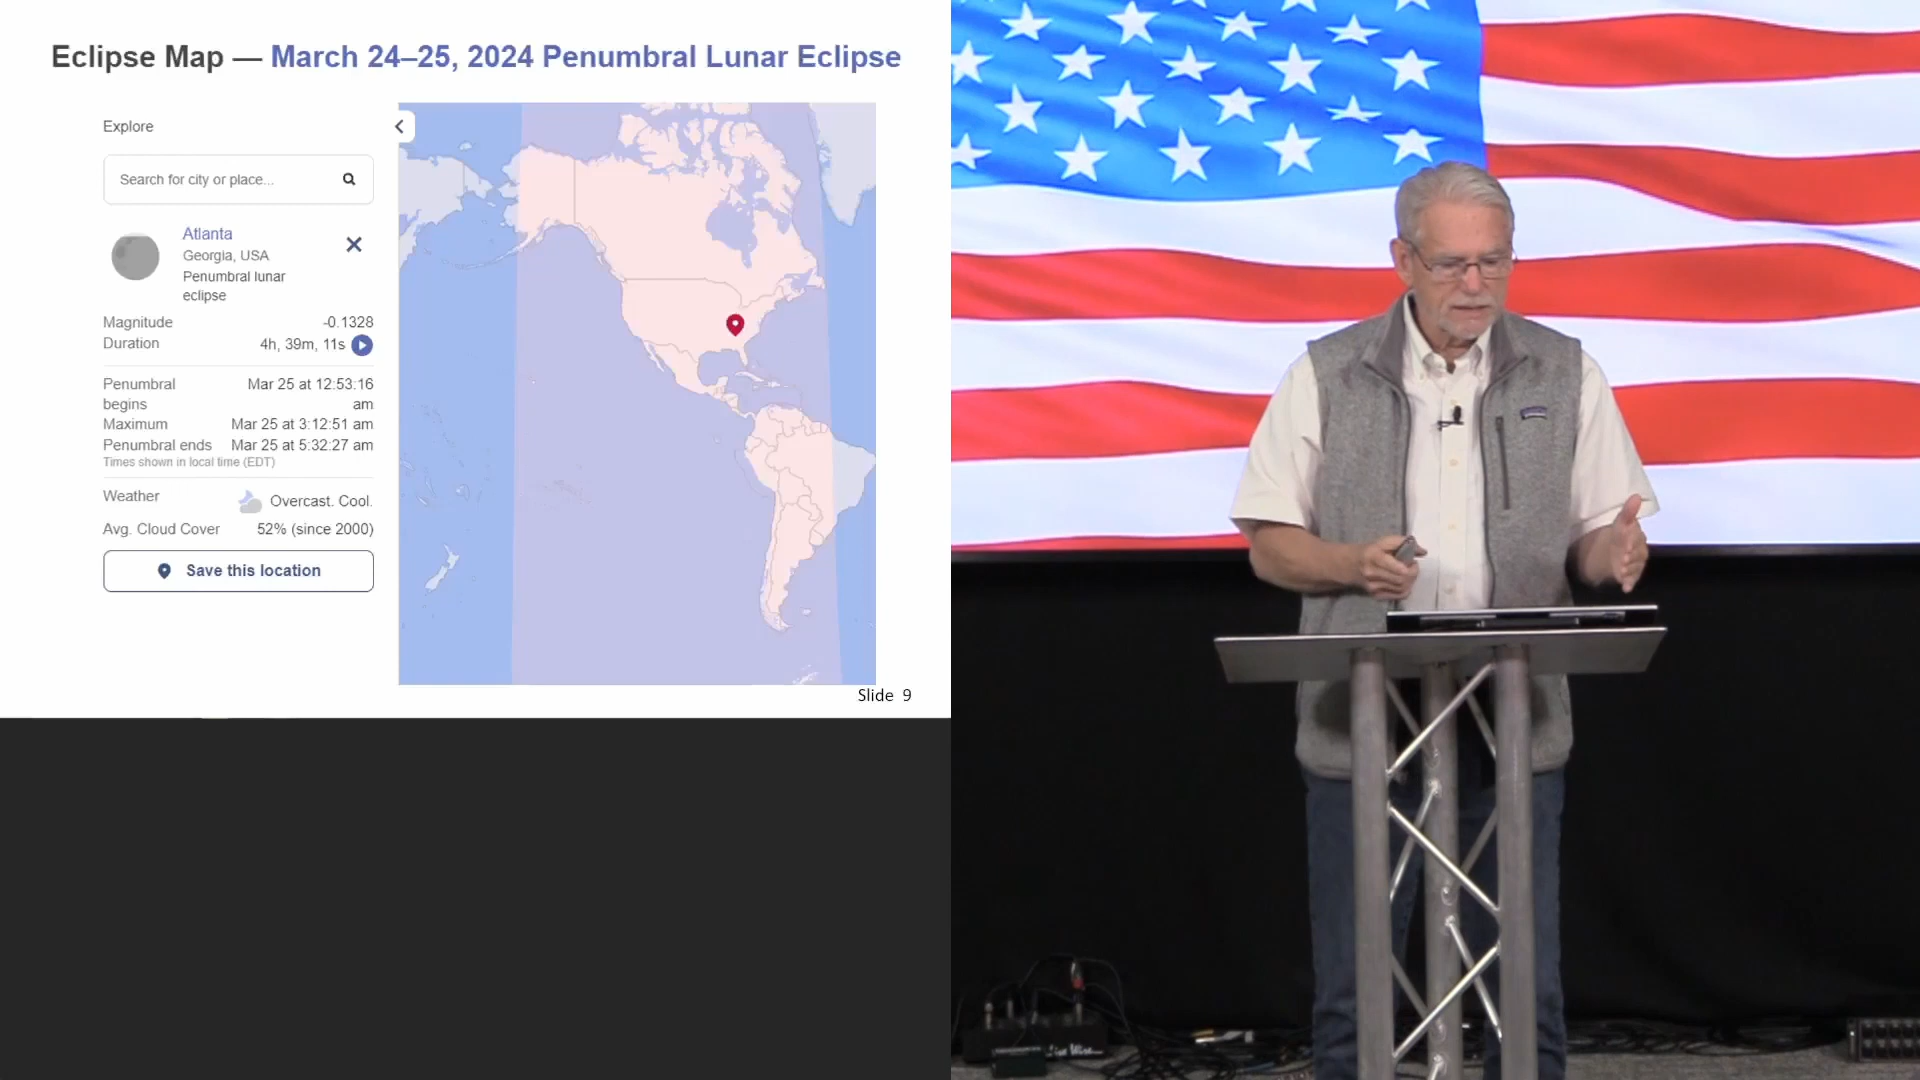 Eclipse Map — March 24–25, 2024 Penumbral Lunar Eclipse
Explore
Search for city or place...
Atlanta
Georgia, USA
Penumbral lunar
eclipse
Magnitude -0.1328
Duration 4h, 39m, 11s
Penumbral begins Mar 25 at 12:53:16 am
Maximum Mar 25 at 3:12:51 am
Penumbral ends Mar 25 at 5:32:27 am
Times shown in local time (EDT)
Weather Overcast. Cool.
Avg. Cloud Cover 52% (since 2000)
Save this location
Slide 9